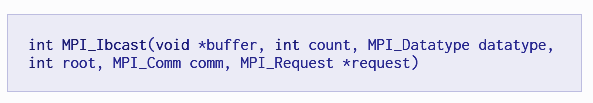 int MPI_Ibcast(void *buffer, int count, MPI_Datatype datatype,
int root, MPI_Comm comm, MPI_Request *request)